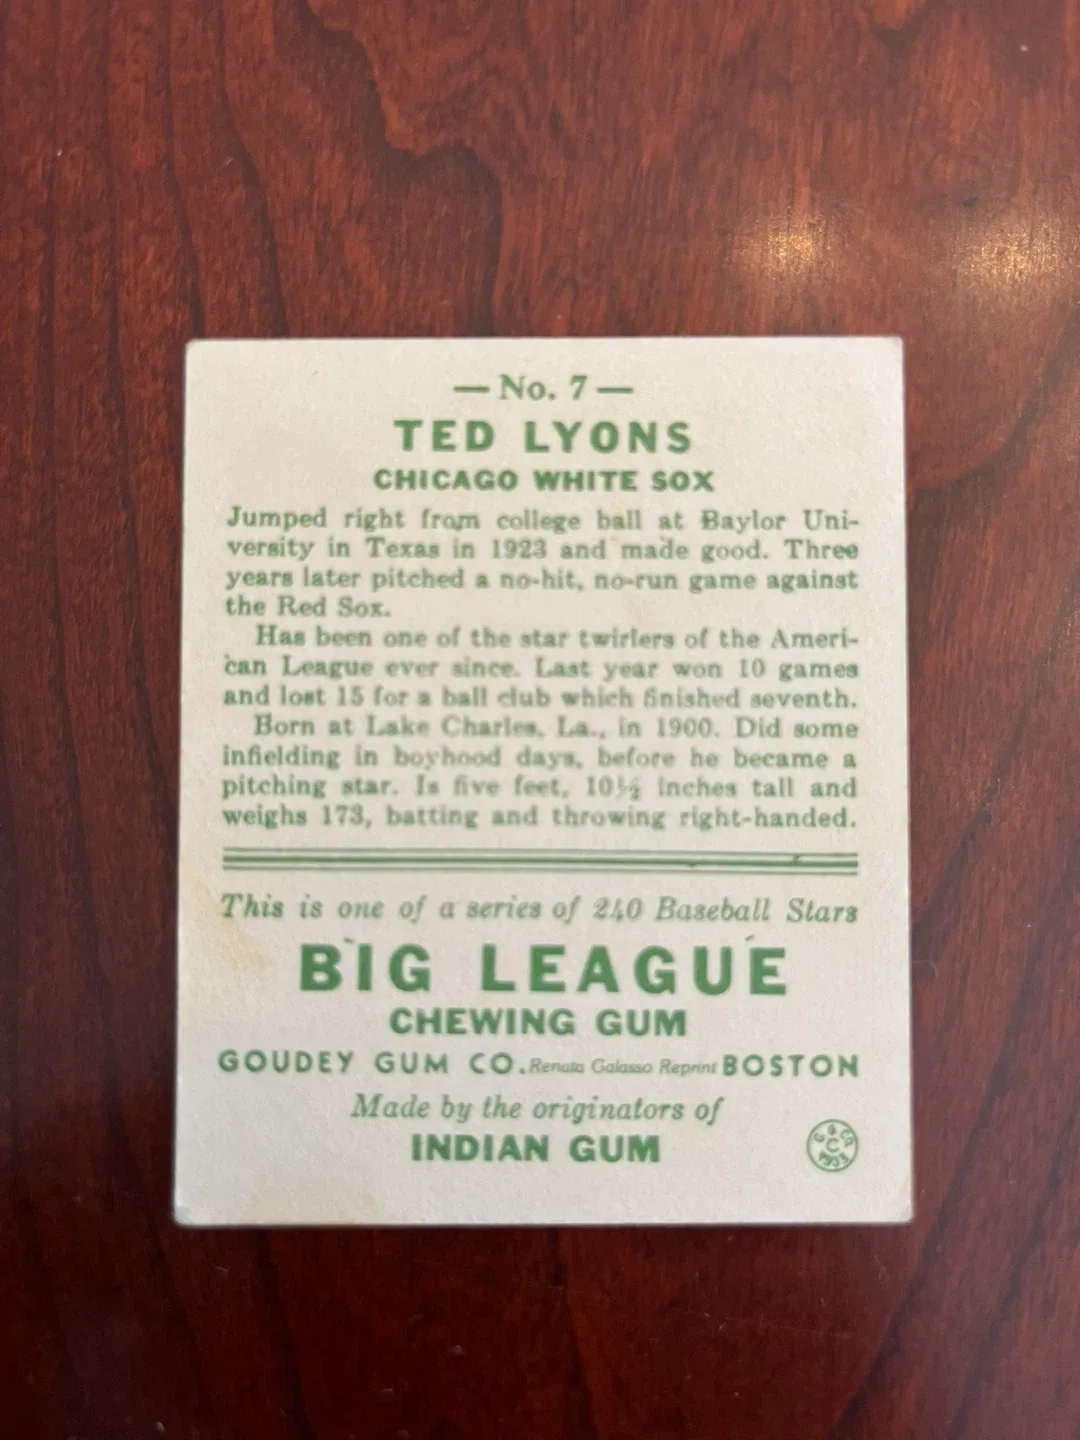 — No. 7 —
TED LYONS
CHICAGO WHITE SOX
Jumped right from college ball at Baylor Uni-
versity in Texas in 1923 and made good. Three
years later pitched a no-hit, no-run game against
the Red Sox.
Has been one of the star twirlers of the Ameri-
can League ever since. Last year won 10 games
and lost 15 for a ball club which finished seventh.
Born at Lake Charles, La., in 1900. Did some
infielding in boyhood days, before he became a
pitching star. Is five feet, 10½ inches tall and
weighs 173, batting and throwing right-handed.
This is one of a series of 240 Baseball Stars
BIG LEAGUE
CHEWING GUM
GOUDEY GUM CO. Renata Galasso Reprint BOSTON
Made by the originators of
INDIAN GUM
G. G. CO.
C
1933